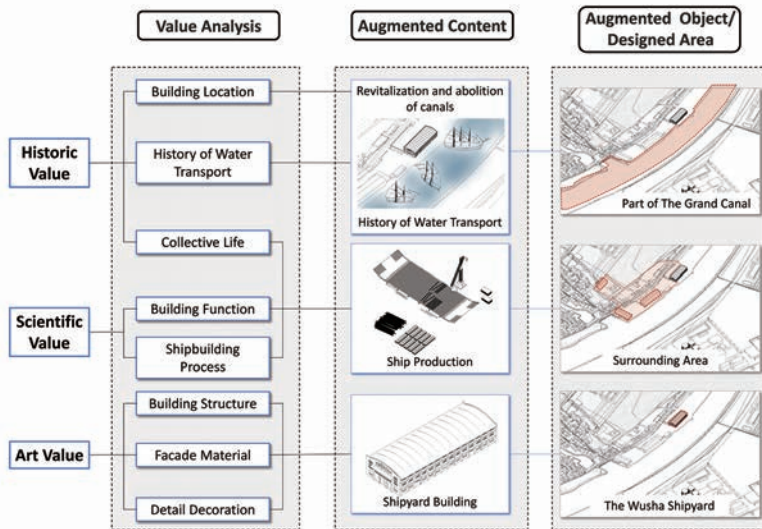 Value Analysis
Augmented Content
Augmented Object/
Designed Area
Historic
Value
Scientific
Value
Art Value
Building Location
History of Water
Transport
Collective Life
Building Function
Shipbuilding
Process
Building Structure
Facade Material
Detail Decoration
Revitalization and abolition
of canals
History of Water Transport
Ship Production
Shipyard Building
Part of The Grand Canal
Surrounding Area
The Wusha Shipyard